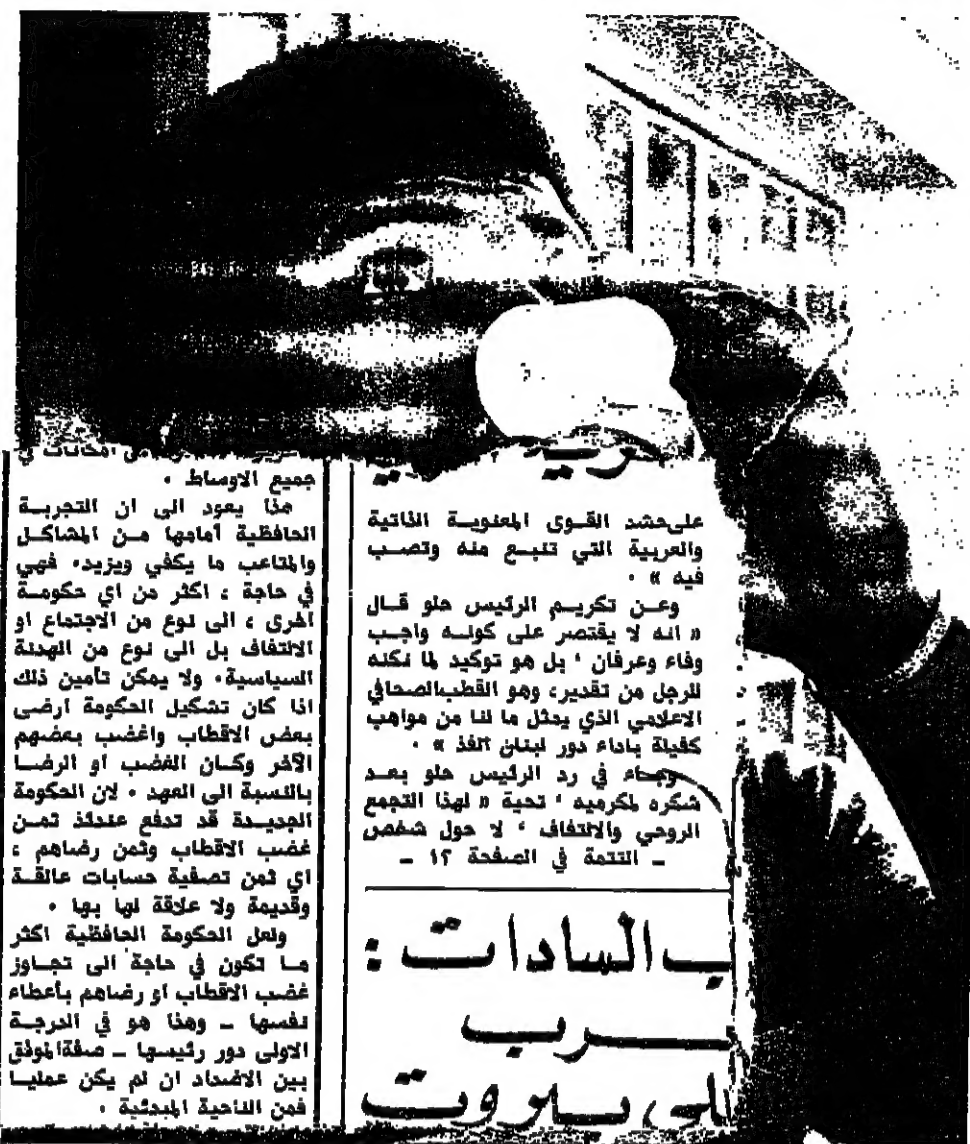 على حشد القوى المعنوية الذاتية
والعربية التي تنبع منه وتصب
فيه » .
وعن تكريم الرئيس حلو قال
« انه لا يقتصر على كونه واجب
وفاء وعرفان ، بل هو توكيد لما نكنه
للرجل من تقدير، وهو القطب الصحافي
الاعلامي الذي يمثل ما لنا من مواهب
كفيلة باداء دور لبنان الفذ » .
وجاء في رد الرئيس حلو بعد
شكره لمكرميه ، تحية « لهذا التجمع
الروحي والالتفاف ، لا حول شخص
ـ التتمة في الصفحة ١٢ ـ
ـب السادات :
ـرب
بيروت
امكانات في
جميع الاوساط .
هذا يعود الى ان التجربة
الحافظية أمامها من المشاكل
والمتاعب ما يكفي ويزيد. فهي
في حاجة ، اكثر من اي حكومة
اخرى ، الى نوع من الاجتماع او
الالتفاف بل الى نوع من الهدنة
السياسية. ولا يمكن تأمين ذلك
اذا كان تشكيل الحكومة ارضى
بعض الاقطاب واغضب بعضهم
الآخر وكان الغضب او الرضا
بالنسبة الى العهد . لان الحكومة
الجديدة قد تدفع عندئذ ثمن
غضب الاقطاب وثمن رضاهم ،
اي ثمن تصفية حسابات عالقة
وقديمة ولا علاقة لها بها .
ولعل الحكومة الحافظية اكثر
ما تكون في حاجة الى تجاوز
غضب الاقطاب او رضاهم بأعطاء
نفسها ـ وهذا هو في الدرجة
الاولى دور رئيسها ـ صفة الموفق
بين الاضداد ان لم يكن عمليا
فمن الناحية المبدئية .